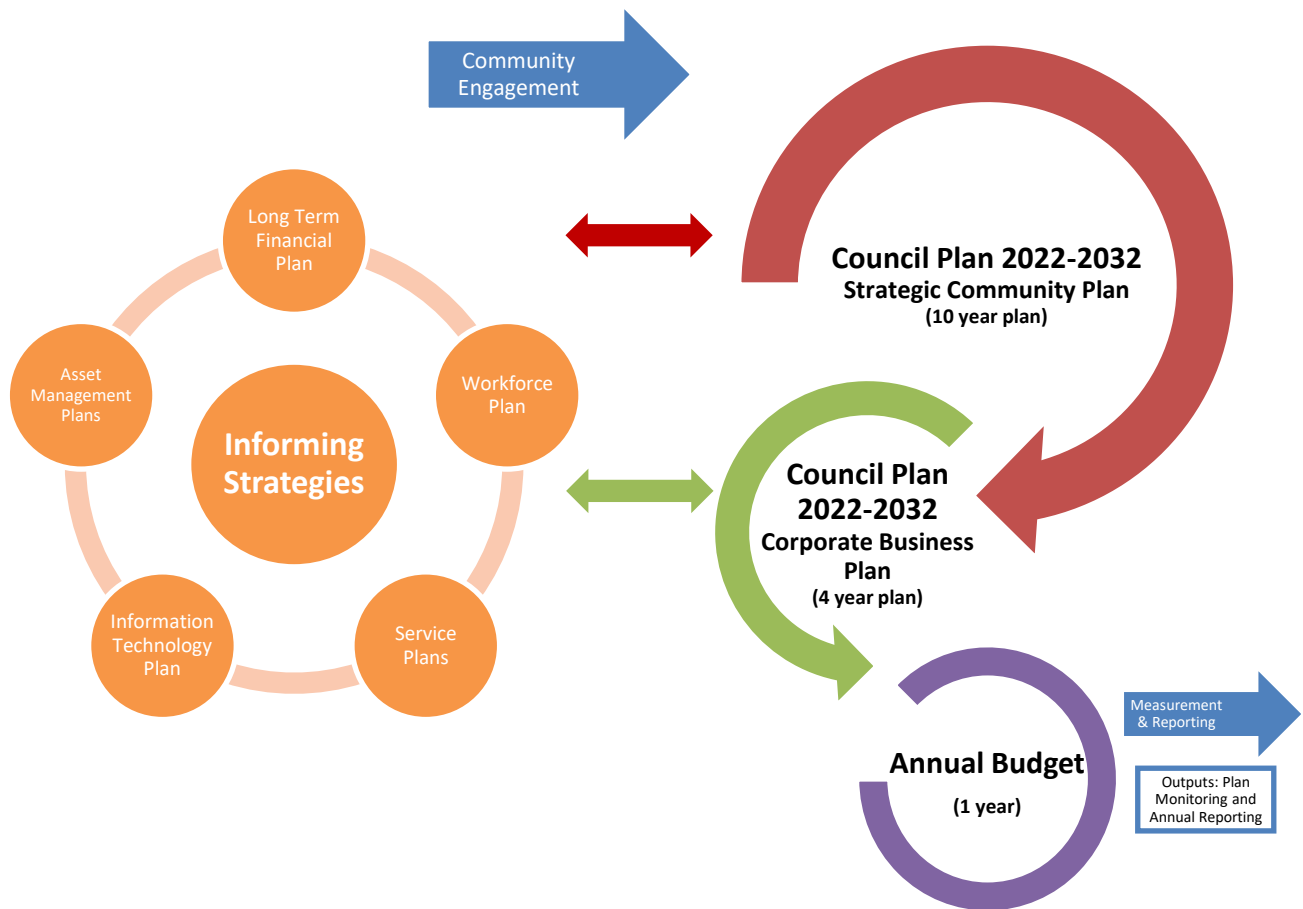 Community
Engagement
Long Term
Financial
Plan
Asset
Management
Plans
Workforce
Plan
Informing
Strategies
Information
Technology
Plan
Service
Plans
Council Plan 2022-2032
Strategic Community Plan
(10 year plan)
Council Plan
2022-2032
Corporate Business
Plan
(4 year plan)
Annual Budget
(1 year)
Measurement
& Reporting
Outputs: Plan
Monitoring and
Annual Reporting